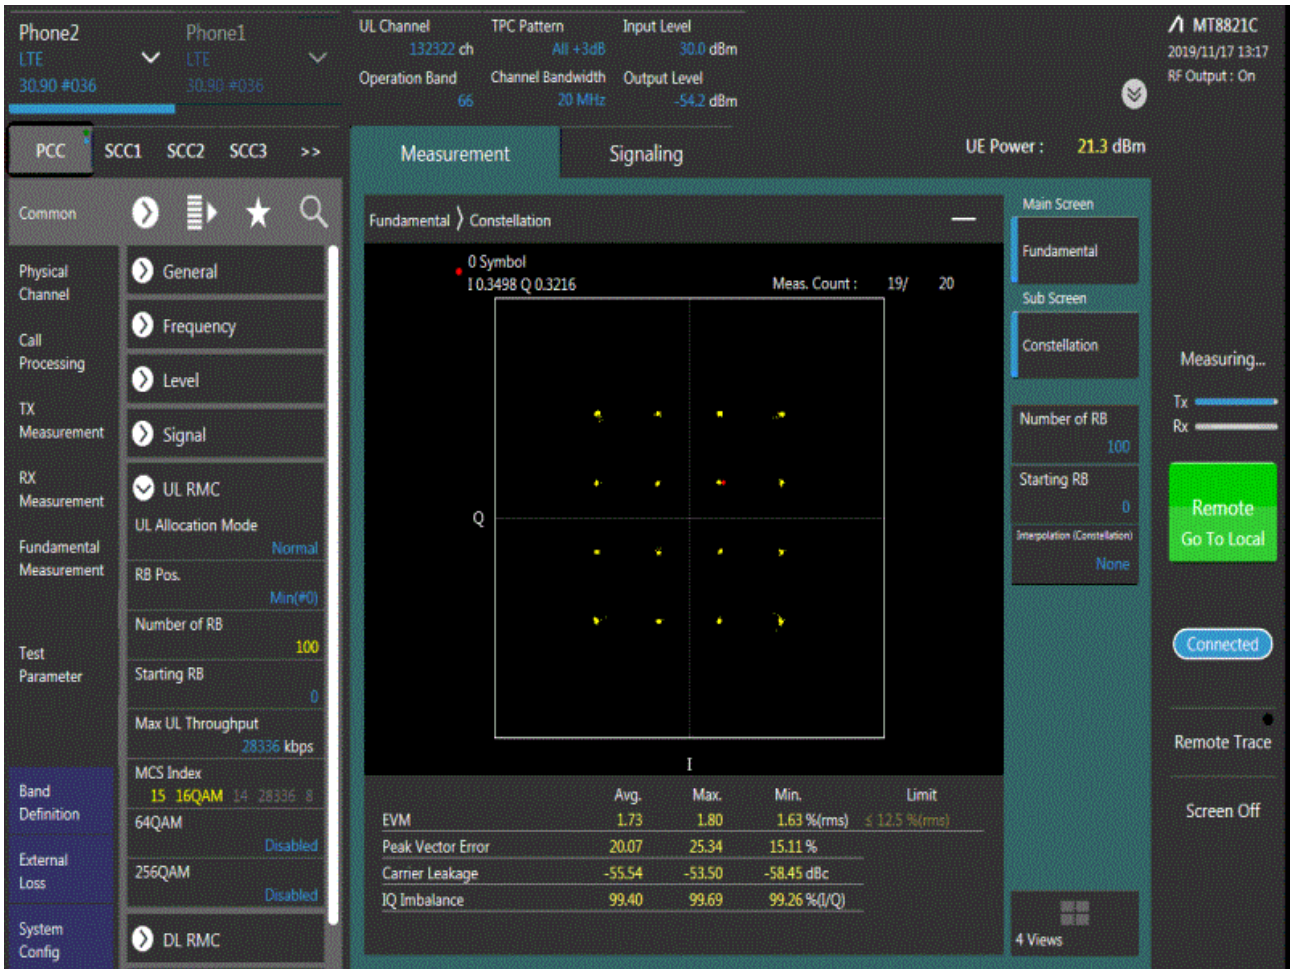 Phone2
LTE
30.90 #036
Phone1
LTE
30.90 #036
UL Channel
132322 ch
Operation Band
66
TPC Pattern
All +3dB
Channel Bandwidth
20 MHz
Input Level
30.0 dBm
Output Level
-54.2 dBm
MT8821C
2019/11/17 13:17
RF Output : On
PCC SCC1 SCC2 SCC3 >>
Measurement
Signaling
UE Power : 21.3 dBm
Common
Physical
Channel
Call
Processing
TX
Measurement
RX
Measurement
Fundamental
Measurement
Test
Parameter
Band
Definition
External
Loss
System
Config
General
Frequency
Level
Signal
UL RMC
UL Allocation Mode
Normal
RB Pos.
Min(#0)
Number of RB
100
Starting RB
0
Max UL Throughput
28336 kbps
MCS Index
15 16QAM 14 28336 8
64QAM
Disabled
256QAM
Disabled
DL RMC
Fundamental Constellation
0 Symbol
I 0.3498 Q 0.3216
Meas. Count : 19/ 20
Q
I
Avg. Max. Min. Limit
EVM 1.73 1.80 1.63 %(rms) ≤ 12.5 %(rms)
Peak Vector Error 20.07 25.34 15.11 %
Carrier Leakage -55.54 -53.50 -58.45 dBc
IQ Imbalance 99.40 99.69 99.26 %(I/Q)
Main Screen
Fundamental
Sub Screen
Constellation
Number of RB
100
Starting RB
0
Interpolation (Constellation)
None
4 Views
Measuring...
Tx
Rx
Remote
Go To Local
Connected
Remote Trace
Screen Off